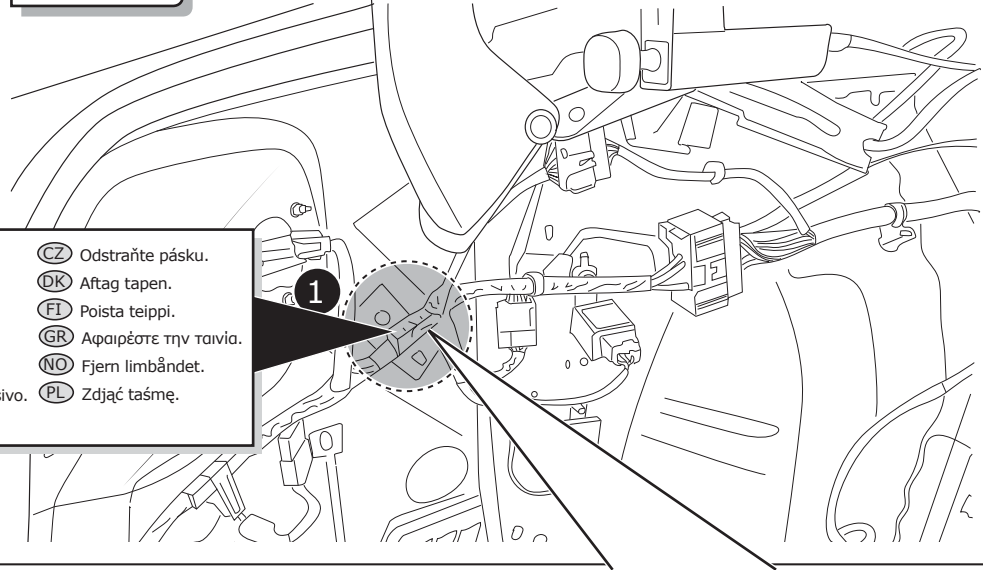 1
CZ Odstraňte pásku.
DK Aftag tapen.
FI Poista teippi.
GR Αφαιρέστε την ταινία.
NO Fjern limbåndet.
PL Zdjąć taśmę.